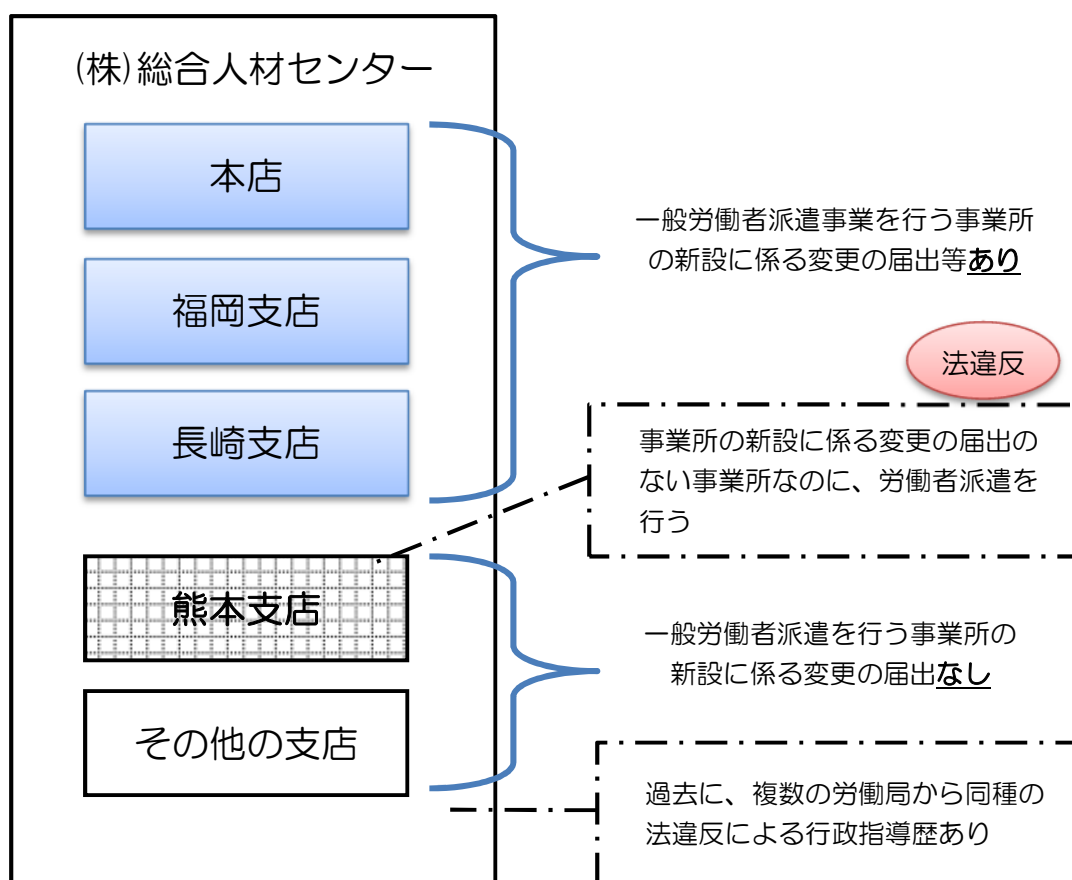 (株)総合人材センター
本店
福岡支店
長崎支店
熊本支店
その他の支店
一般労働者派遣事業を行う事業所
の新設に係る変更の届出等あり
法違反
事業所の新設に係る変更の届出の
ない事業所なのに、労働者派遣を
行う
一般労働者派遣を行う事業所の
新設に係る変更の届出なし
過去に、複数の労働局から同種の
法違反による行政指導歴あり